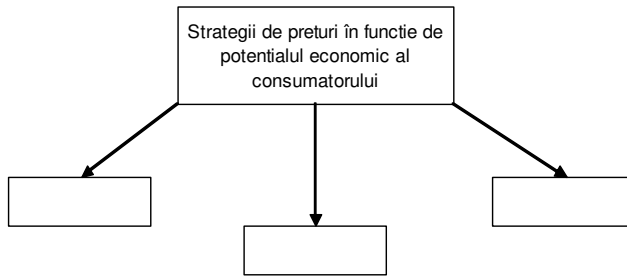 Strategii de preturi în functie de
potentialul economic al
consumatorului